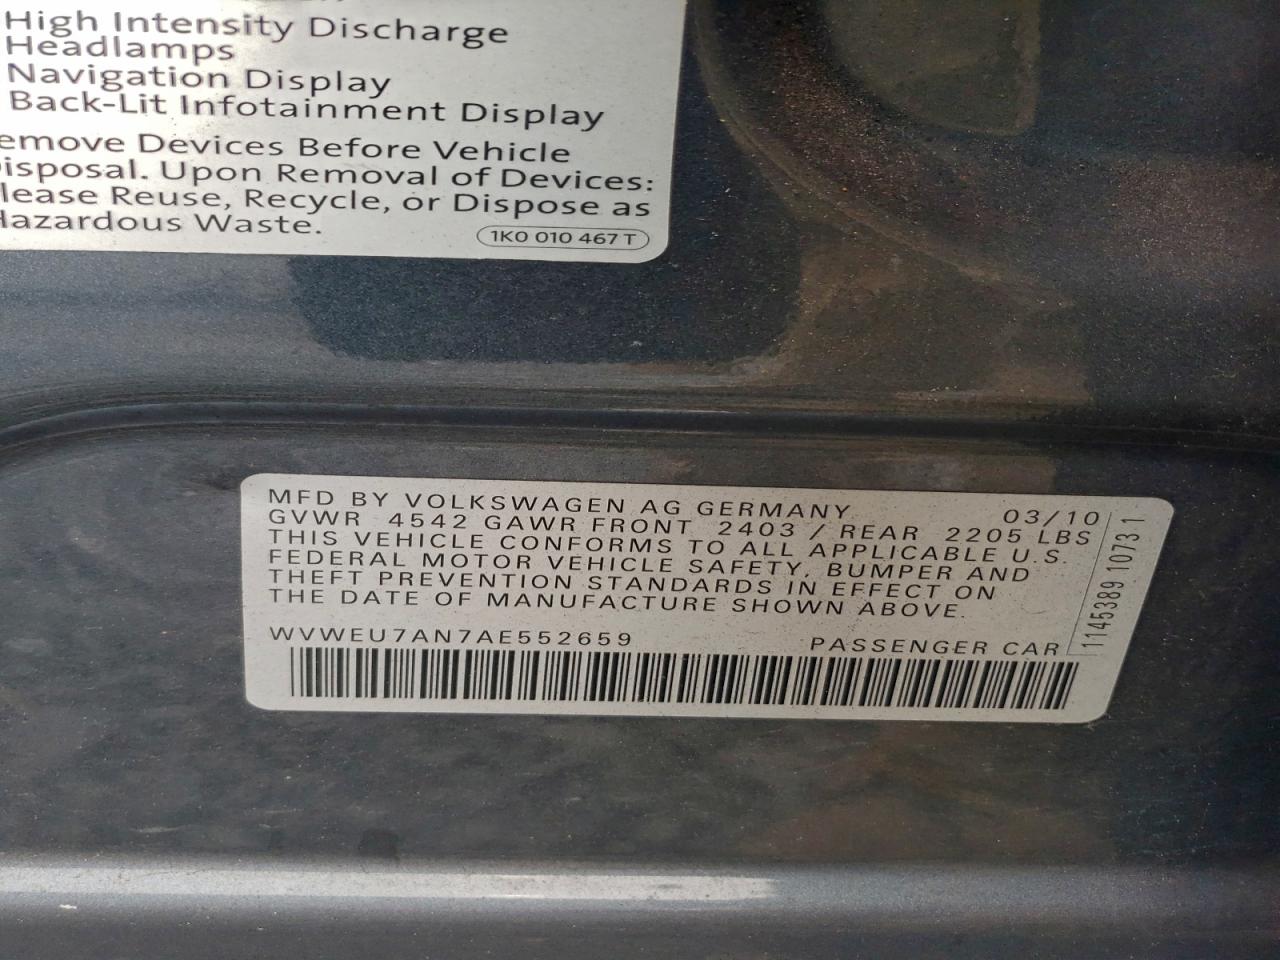 High Intensity Discharge
Headlamps
Navigation Display
Back-Lit Infotainment Display
emove Devices Before Vehicle
isposal. Upon Removal of Devices:
lease Reuse, Recycle, or Dispose as
azardous Waste.
1K0 010 467 T
MFD BY VOLKSWAGEN AG GERMANY 03/10
GVWR 4542 GAWR FRONT 2403 / REAR 2205 LBS
THIS VEHICLE CONFORMS TO ALL APPLICABLE U.S.
FEDERAL MOTOR VEHICLE SAFETY, BUMPER AND
THEFT PREVENTION STANDARDS IN EFFECT ON
THE DATE OF MANUFACTURE SHOWN ABOVE.
WVWEU7AN7AE552659 PASSENGER CAR
1145389 10731